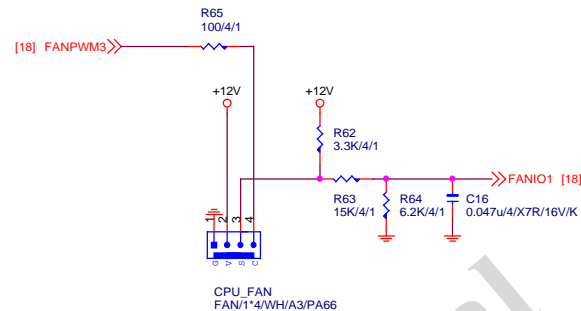 R65
100/4/1
[18] FANPWM3
+12V
+12V
R62
3.3K/4/1
FANIO1 [18]
R63
15K/4/1
R64
6.2K/4/1
C16
0.047u/4/X7R/16V/K
1
2
3
4
G
V
S
C
CPU_FAN
FAN/1*4/WH/A3/PA66